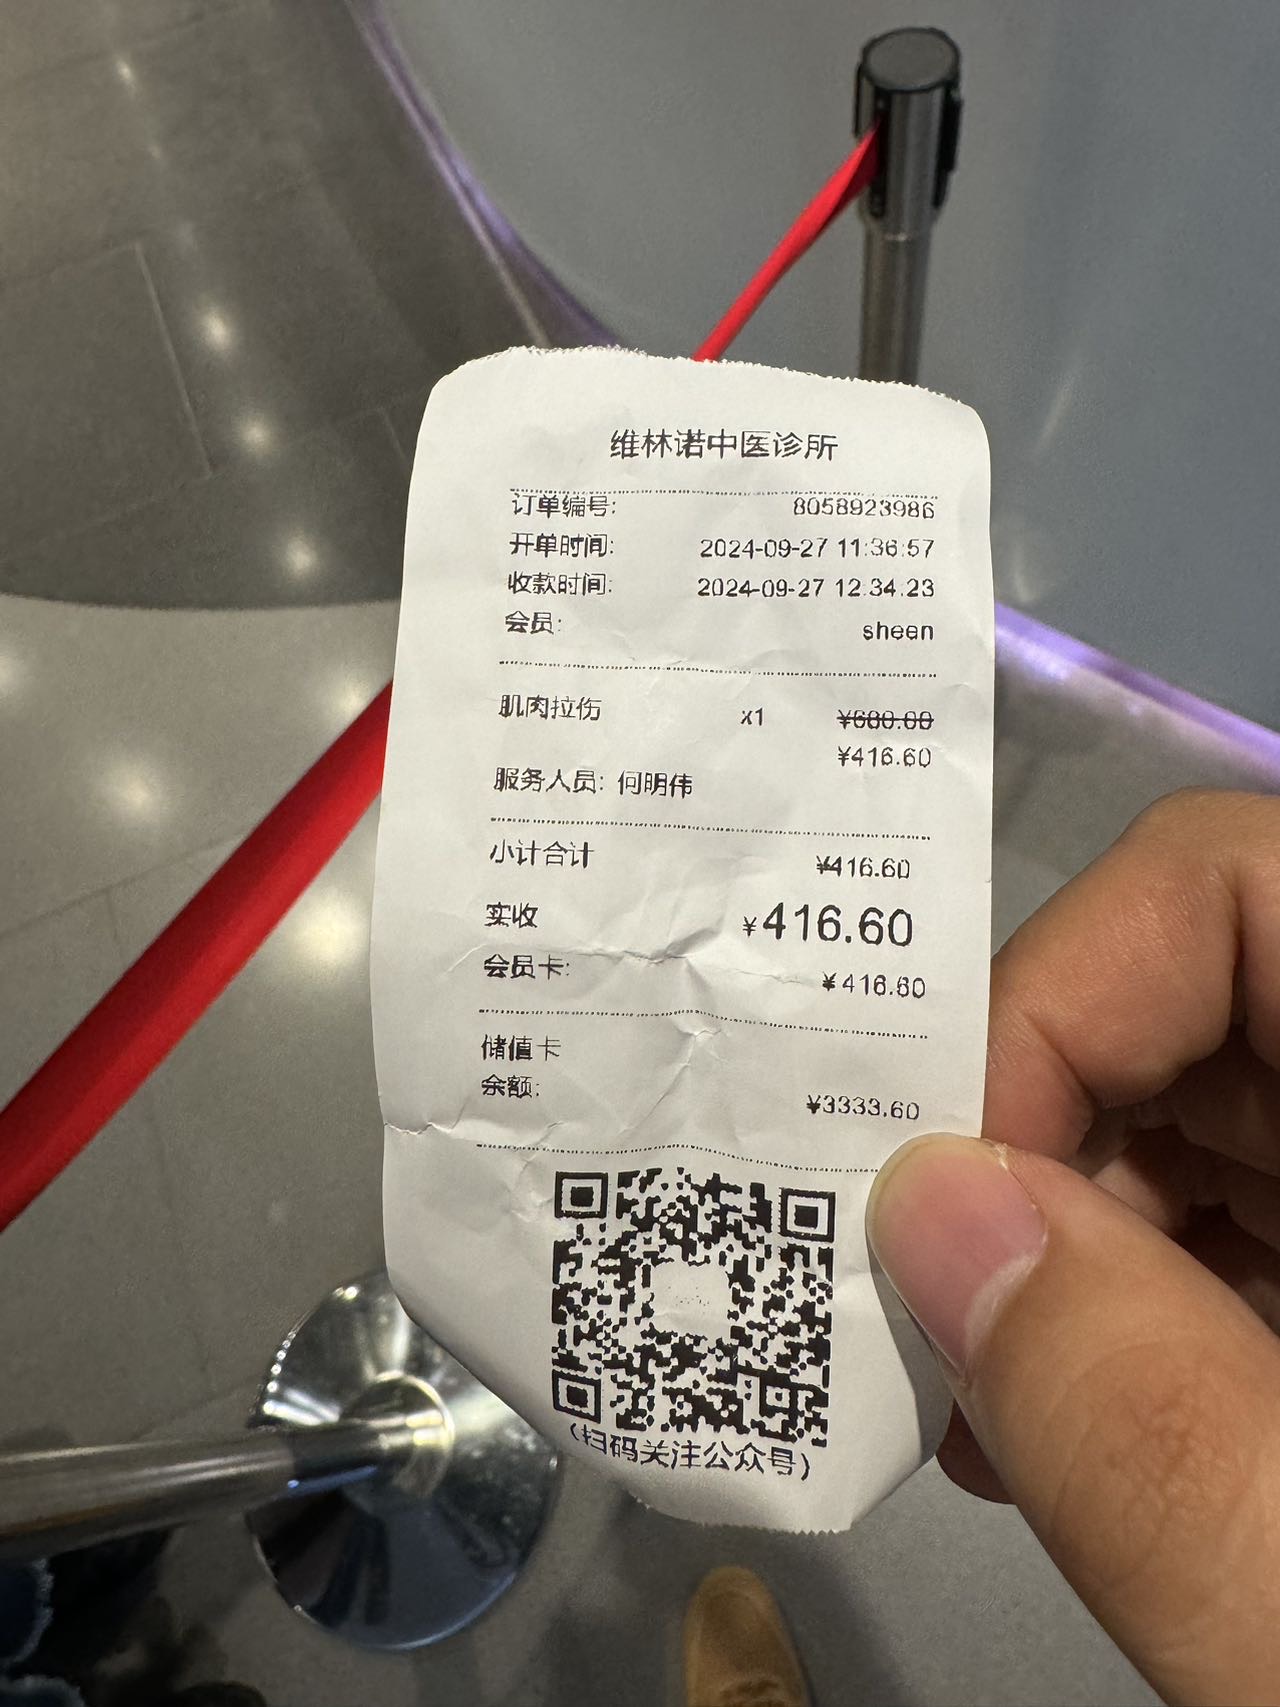 维林诺中医诊所
订单编号: 8058923986
开单时间: 2024-09-27 11:36:57
收款时间: 2024-09-27 12:34:23
会员: sheen
肌肉拉伤 x1 ¥680.00
¥416.60
服务人员: 何明伟
小计合计 ¥416.60
实收 ¥416.60
会员卡: ¥416.60
储值卡
余额: ¥3333.60
(扫码关注公众号)